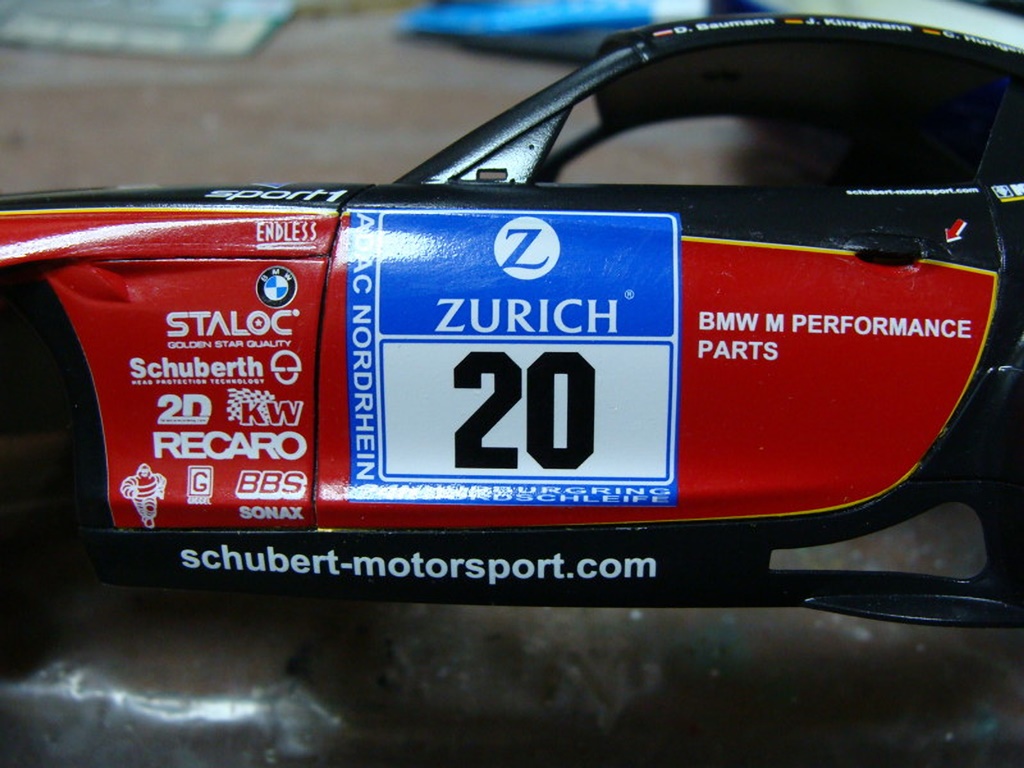 D. Baumann J. Klingmann
sport1
schubert-motorsport.com
ENDLESS
BMW
STALOC
GOLDEN STAR QUALITY
Schuberth
HEAD PROTECTION TECHNOLOGY
2D
KW
RECARO
G
BBS
SONAX
ADAC NORDRHEIN
Z
ZURICH®
20
BMW M PERFORMANCE
PARTS
schubert-motorsport.com